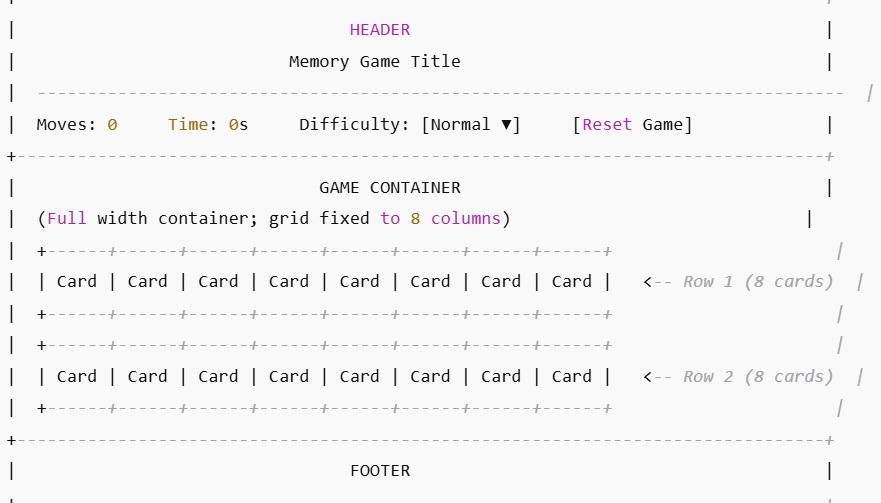 | HEADER |
| Memory Game Title |
| -------------------------------------------------------------------------------- |
| Moves: 0 Time: 0s Difficulty: [Normal ▼] [Reset Game] |
+--------------------------------------------------------------------------------+
| GAME CONTAINER |
| (Full width container; grid fixed to 8 columns) |
| +------+------+------+------+------+------+------+------+ |
| | Card | Card | Card | Card | Card | Card | Card | Card | <-- Row 1 (8 cards) |
| +------+------+------+------+------+------+------+------+ |
| +------+------+------+------+------+------+------+------+ |
| | Card | Card | Card | Card | Card | Card | Card | Card | <-- Row 2 (8 cards) |
| +------+------+------+------+------+------+------+------+ |
+--------------------------------------------------------------------------------+
| FOOTER |